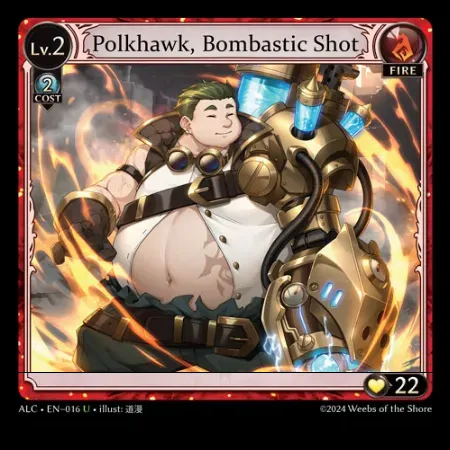 Lv.2 Polkhawk, Bombastic Shot
FIRE
2
COST
22
ALC • EN-016 U • illust: 道漫 ©2024 Weebs of the Shore